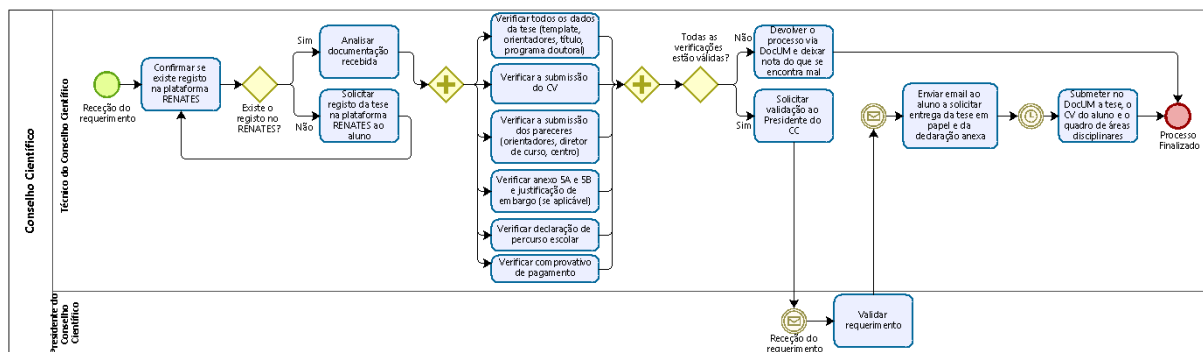 Conselho Científico
Técnico do Conselho Científico
Receção do
requerimento
Confirmar se
existe registo
na plataforma
RENATES
Existe o
registo no
RENATES?
Sim
Não
Analisar
documentação
recebida
Solicitar
registo da tese
na plataforma
RENATES ao
aluno
Verificar todos os dados
da tese (template,
orientadores, título,
programa doutoral)
Verificar a submissão
do CV
Verificar a submissão
dos pareceres
(orientadores, diretor
de curso, centro)
Verificar anexo 5A e 5B
e justificação de
embargo (se aplicável)
Verificar declaração de
percurso escolar
Verificar comprovativo
de pagamento
Todas as
verificações
estão válidas?
Não
Sim
Devolver o
processo via
DocUM e deixar
nota do que se
encontra mal
Solicitar
validação ao
Presidente do
CC
Enviar email ao
aluno a solicitar
entrega da tese em
papel e da
declaração anexa
Submeter no
DocUM a tese, o
CV do aluno e o
quadro de áreas
disciplinares
Processo
Finalizado
Presidente do
Conselho
Científico
Receção do
requerimento
Validar
requerimento